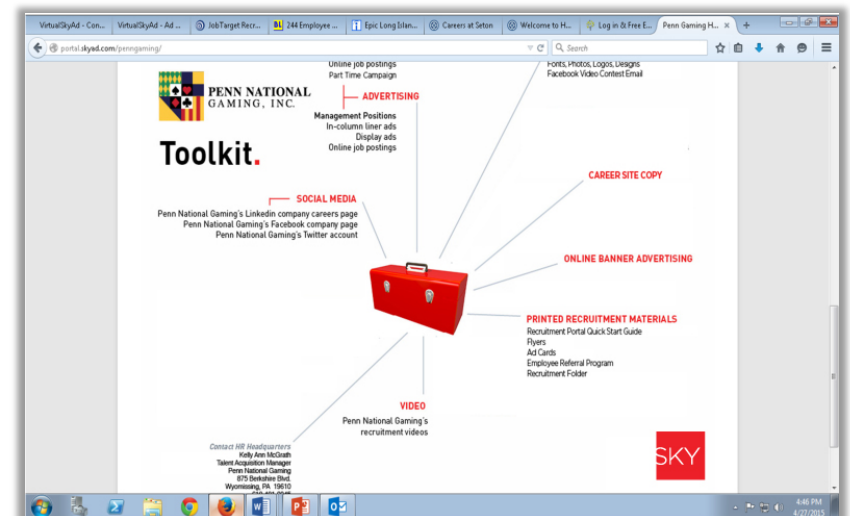 VirtualSkyAd - Con...
VirtualSkyAd - Ad ...
JobTarget Recr...
244 Employee ...
Epic Long Islan...
Careers at Seton
Welcome to H...
Log in & Free E...
Penn Gaming H...
portal.skyad.com/penngaming/
Search
Online job postings
Part Time Campaign
ADVERTISING
Management Positions
In-column liner ads
Display ads
Online job postings
Fonts, Photos, Logos, Designs
Facebook Video Contest Email
PENN NATIONAL
GAMING, INC.
Toolkit.
CAREER SITE COPY
SOCIAL MEDIA
Penn National Gaming's Linkedin company careers page
Penn National Gaming's Facebook company page
Penn National Gaming's Twitter account
ONLINE BANNER ADVERTISING
PRINTED RECRUITMENT MATERIALS
Recruitment Portal Quick Start Guide
Flyers
Ad Cards
Employee Referral Program
Recruitment Folder
VIDEO
Penn National Gaming's
recruitment videos
Contact HR Headquarters
Kelly Ann McGrath
Talent Acquisition Manager
Penn National Gaming
875 Berkshire Blvd.
Wyomissing, PA 19610
SKY
4:46 PM
4/27/2015